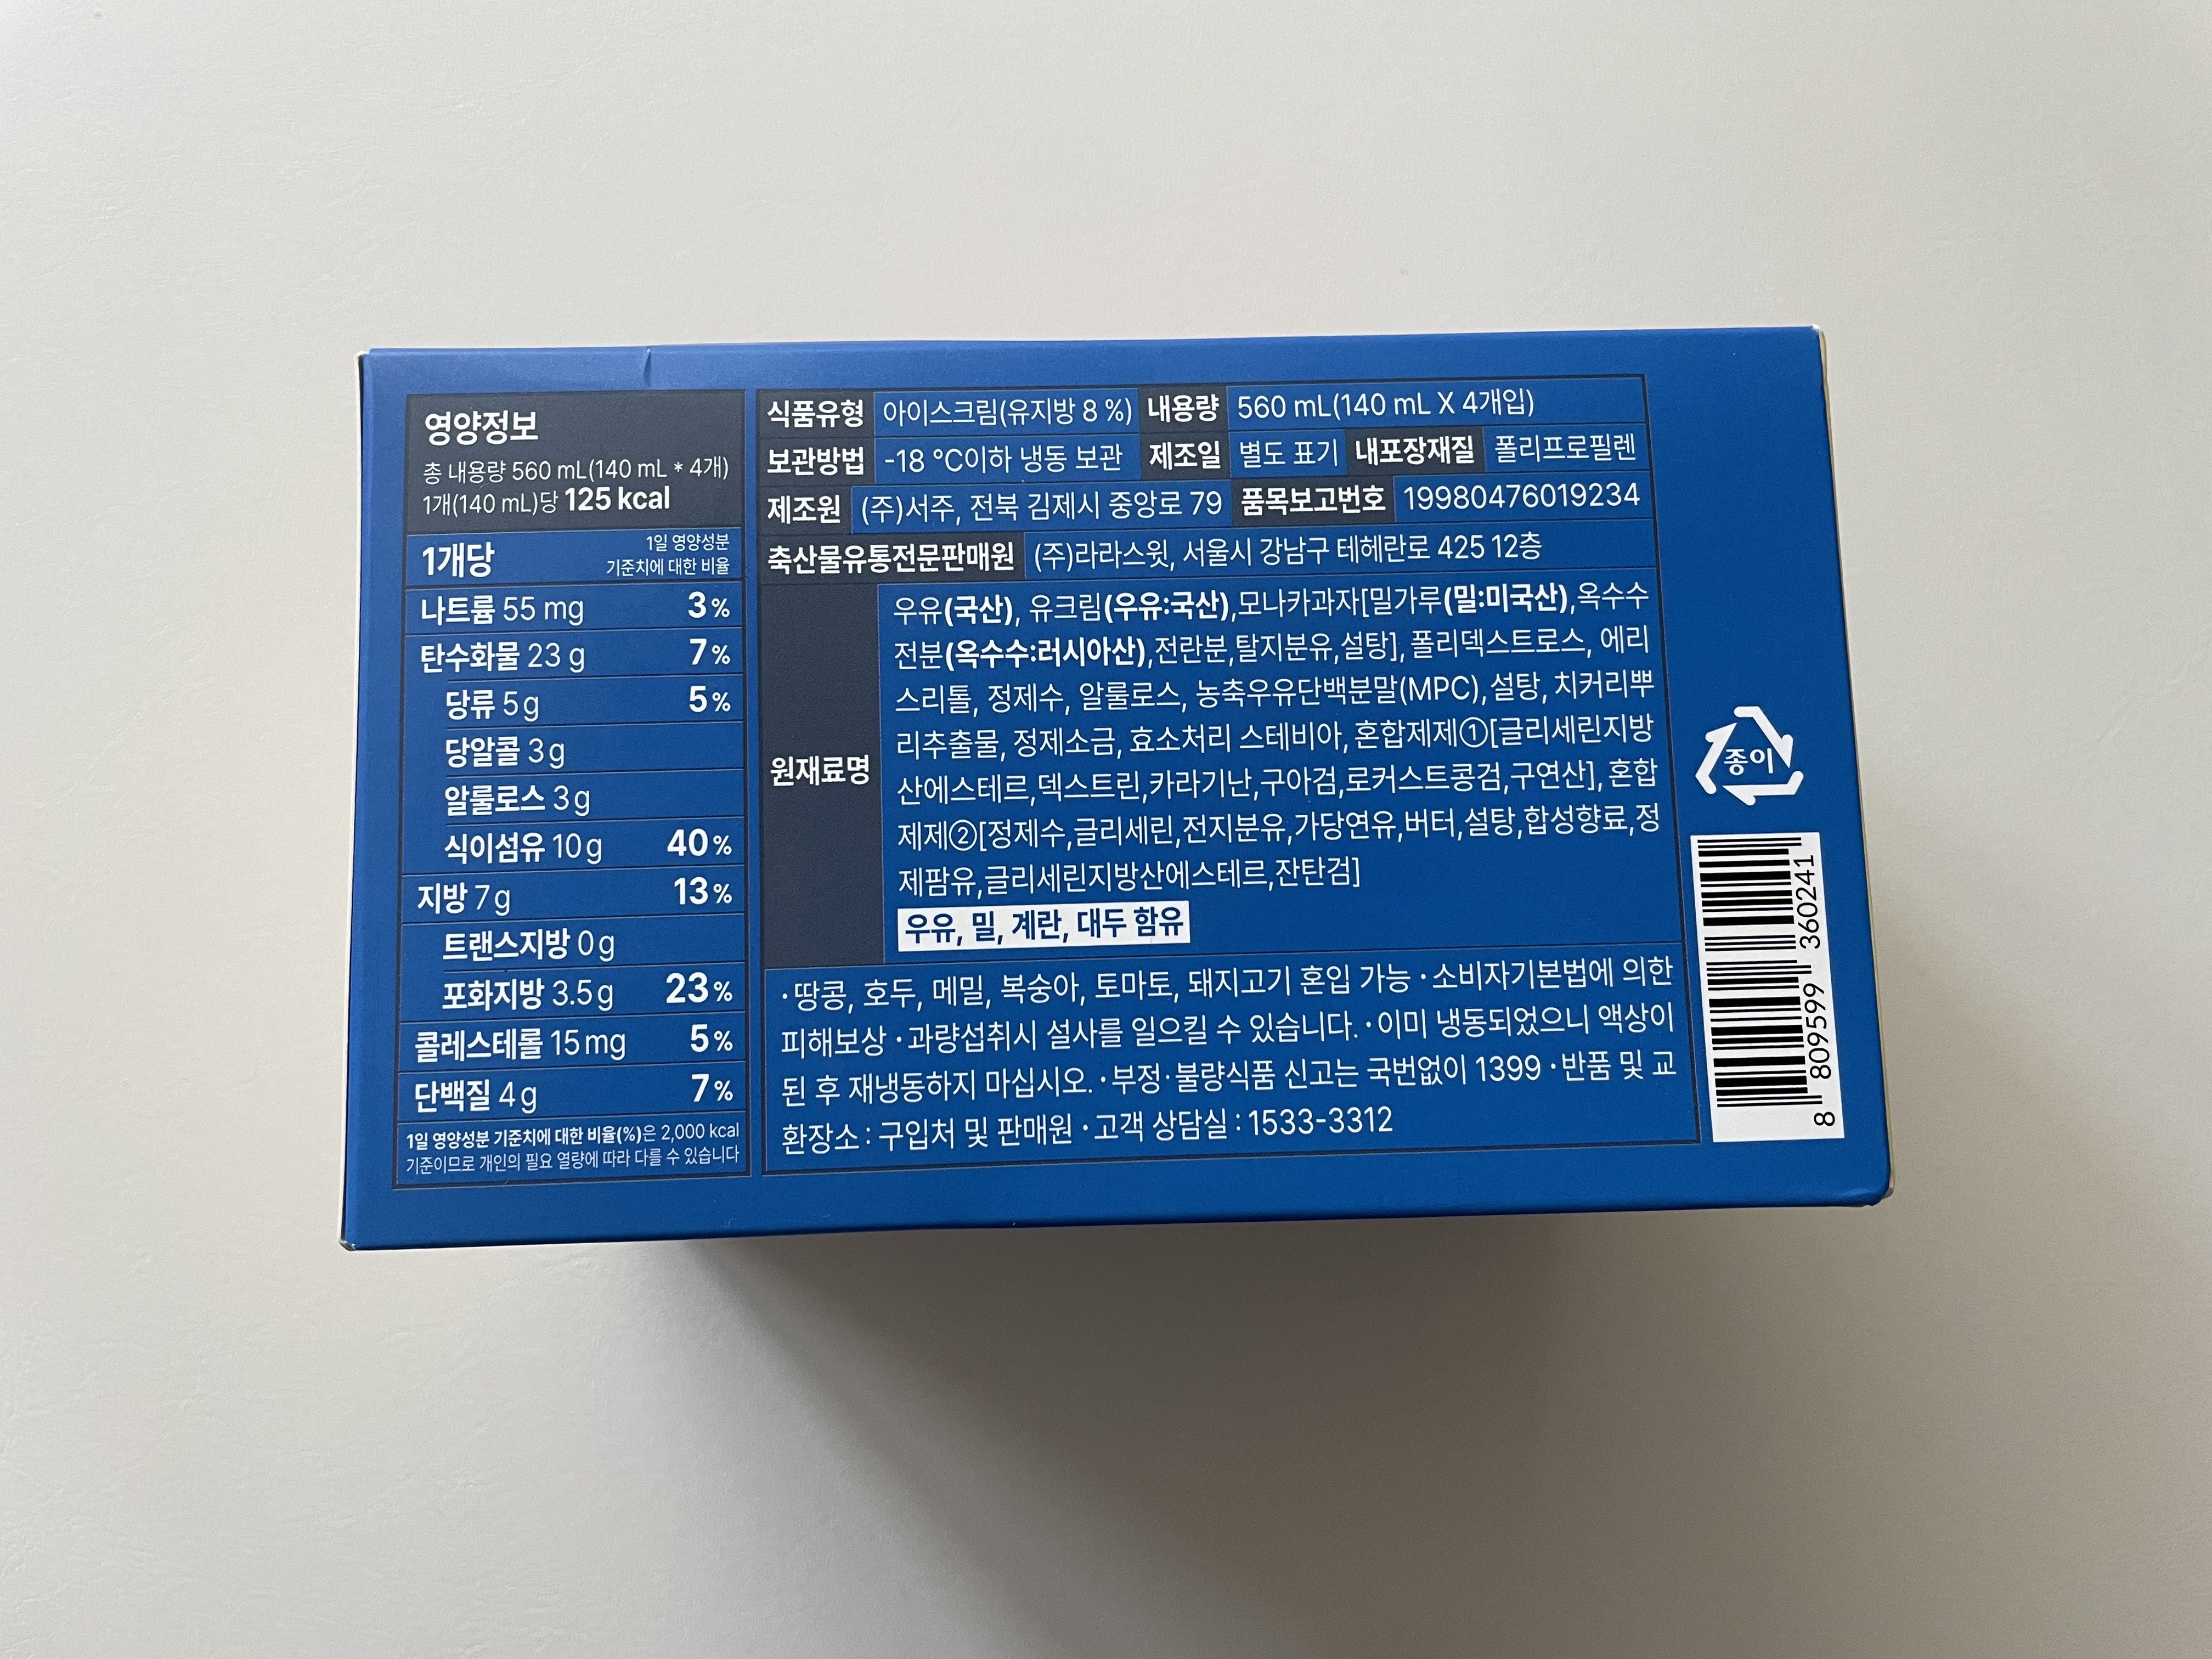 영양정보
총 내용량 560 mL(140 mL * 4개)
1개(140 mL)당 125 kcal
1개당 1일 영양성분
기준치에 대한 비율
나트륨 55 mg 3 %
탄수화물 23 g 7 %
당류 5 g 5 %
당알콜 3 g
알룰로스 3 g
식이섬유 10 g 40 %
지방 7 g 13 %
트랜스지방 0 g
포화지방 3.5 g 23 %
콜레스테롤 15 mg 5 %
단백질 4 g 7 %
1일 영양성분 기준치에 대한 비율(%)은 2,000 kcal
기준이므로 개인의 필요 열량에 따라 다를 수 있습니다
식품유형 아이스크림(유지방 8 %) 내용량 560 mL(140 mL X 4개입)
보관방법 -18 °C이하 냉동 보관 제조일 별도 표기 내포장재질 폴리프로필렌
제조원 (주)서주, 전북 김제시 중앙로 79 품목보고번호 19980476019234
축산물유통전문판매원 (주)라라스윗, 서울시 강남구 테헤란로 425 12층
원재료명
우유(국산), 유크림(우유:국산),모나카과자[밀가루(밀:미국산),옥수수
전분(옥수수:러시아산),전란분,탈지분유,설탕], 폴리덱스트로스, 에리
스리톨, 정제수, 알룰로스, 농축우유단백분말(MPC), 설탕, 치커리뿌
리추출물, 정제소금, 효소처리 스테비아, 혼합제제①[글리세린지방
산에스테르,덱스트린,카라기난,구아검,로커스트콩검,구연산], 혼합
제제②[정제수,글리세린,전지분유,가당연유,버터,설탕,합성향료,정
제팜유,글리세린지방산에스테르,잔탄검]
우유, 밀, 계란, 대두 함유
·땅콩, 호두, 메밀, 복숭아, 토마토, 돼지고기 혼입 가능 ·소비자기본법에 의한
피해보상 ·과량섭취시 설사를 일으킬 수 있습니다. ·이미 냉동되었으니 액상이
된 후 재냉동하지 마십시오. ·부정·불량식품 신고는 국번없이 1399 ·반품 및 교
환장소 : 구입처 및 판매원 ·고객 상담실 : 1533-3312
종이
8 809599 360241